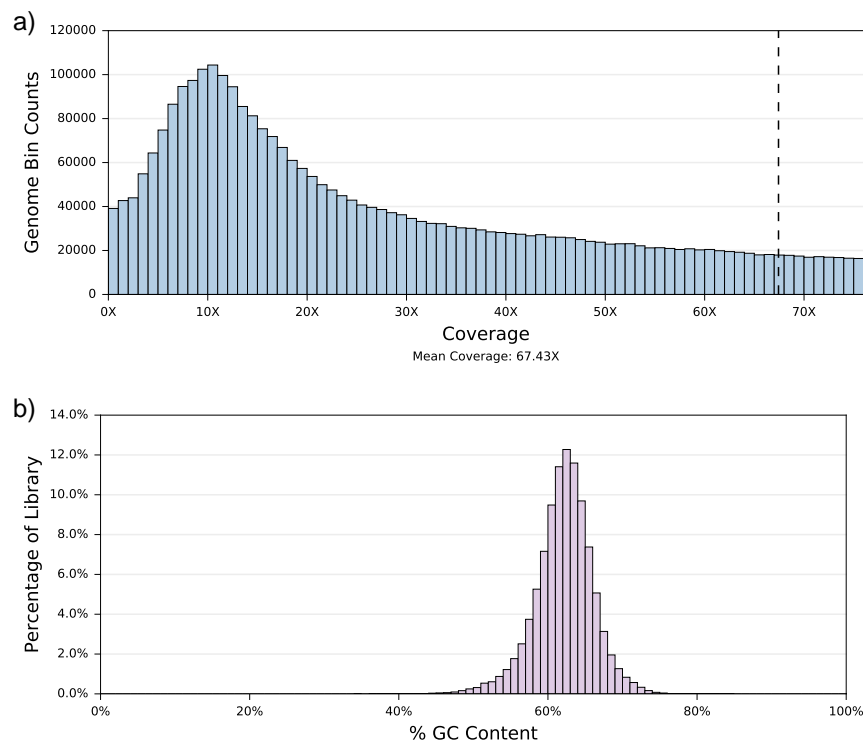 a)
120000
100000
80000
60000
40000
20000
0
Genome Bin Counts
0X 10X 20X 30X 40X 50X 60X 70X
Coverage
Mean Coverage: 67.43X
b)
14.0%
12.0%
10.0%
8.0%
6.0%
4.0%
2.0%
0.0%
Percentage of Library
0% 20% 40% 60% 80% 100%
% GC Content